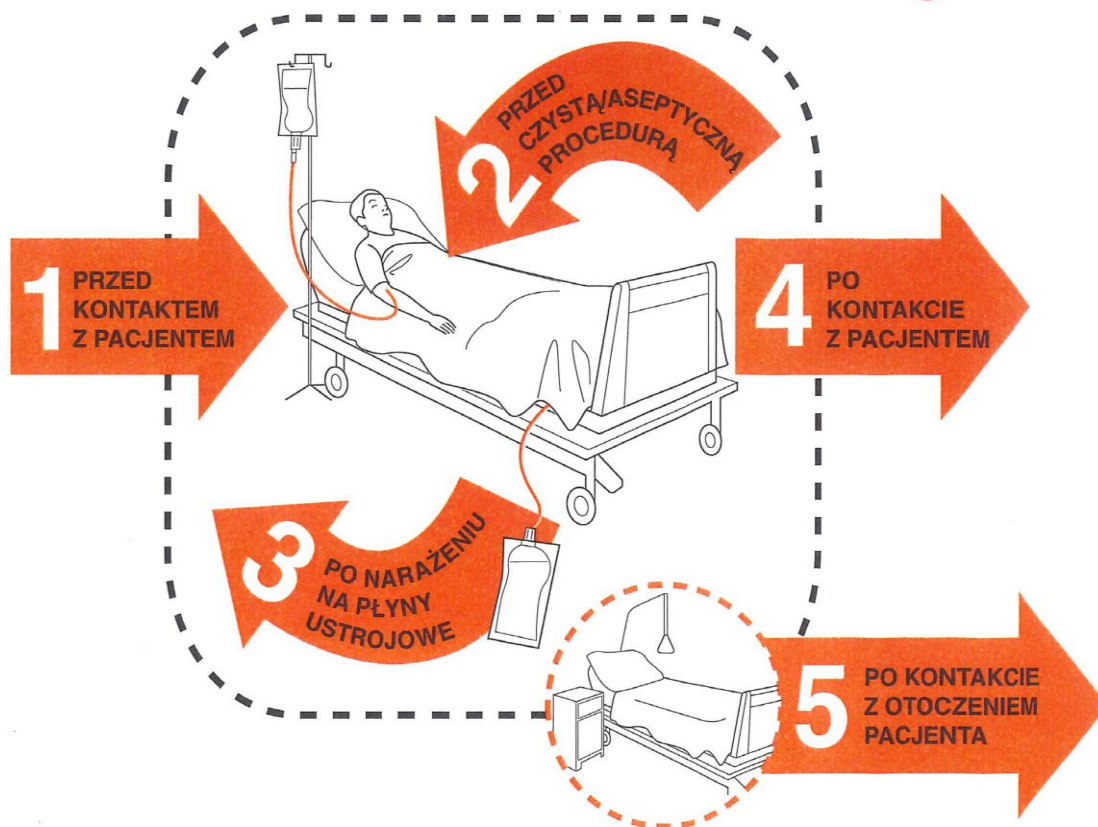 1
PRZED
KONTAKTEM
Z PACJENTEM
2
PRZED
CZYSTĄ/ASEPTYCZNĄ
PROCEDURĄ
3
PO NARAŻENIU
NA PŁYNY
USTROJOWE
4
PO
KONTAKCIE
Z PACJENTEM
5
PO KONTAKCIE
Z OTOCZENIEM
PACJENTA